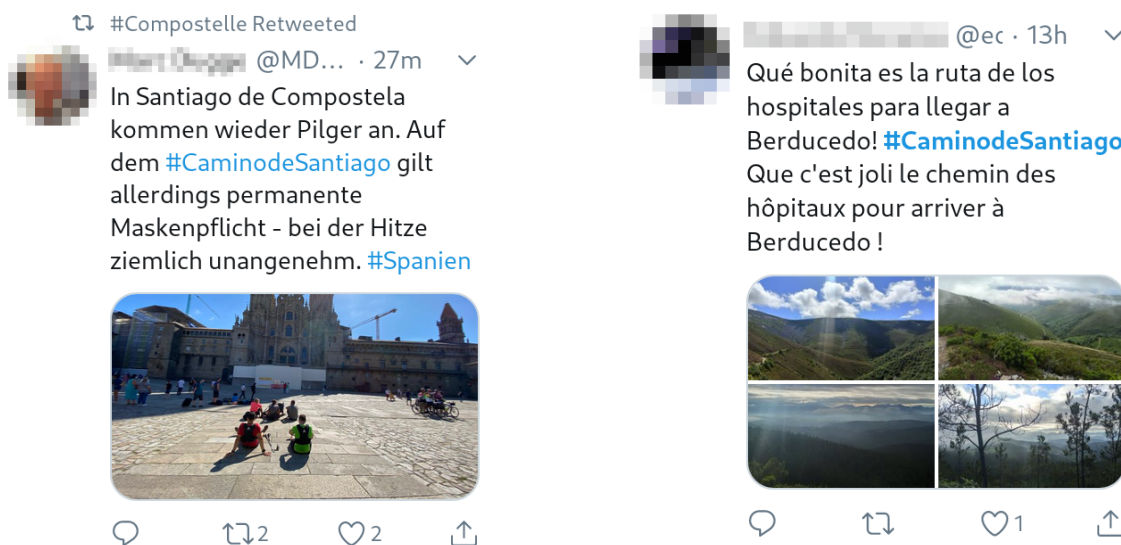 #Compostelle Retweeted
@MD... · 27m
In Santiago de Compostela
kommen wieder Pilger an. Auf
dem #CaminodeSantiago gilt
allerdings permanente
Maskenpflicht - bei der Hitze
ziemlich unangenehm. #Spanien
2 2
@ec · 13h
Qué bonita es la ruta de los
hospitales para llegar a
Berducedo! #CaminodeSantiago
Que c'est joli le chemin des
hôpitaux pour arriver à
Berducedo !
1